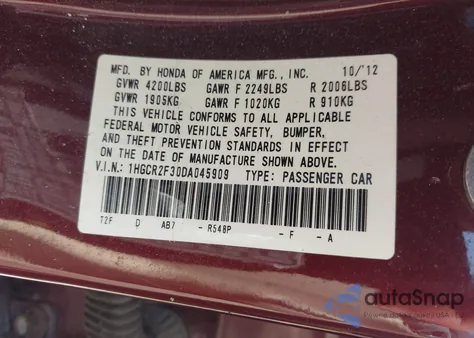 MFD. BY HONDA OF AMERICA MFG., INC. 10/'12
GVWR 4200LBS GAWR F 2249LBS R 2006LBS
GVWR 1905KG GAWR F 1020KG R 910KG
THIS VEHICLE CONFORMS TO ALL APPLICABLE
FEDERAL MOTOR VEHICLE SAFETY, BUMPER,
AND THEFT PREVENTION STANDARDS IN EFFECT
ON THE DATE OF MANUFACTURE SHOWN ABOVE.
V.I.N.: 1HGCR2F30DA045909 TYPE: PASSENGER CAR
T2F D AB7 -R548P -F -A
autoSnap